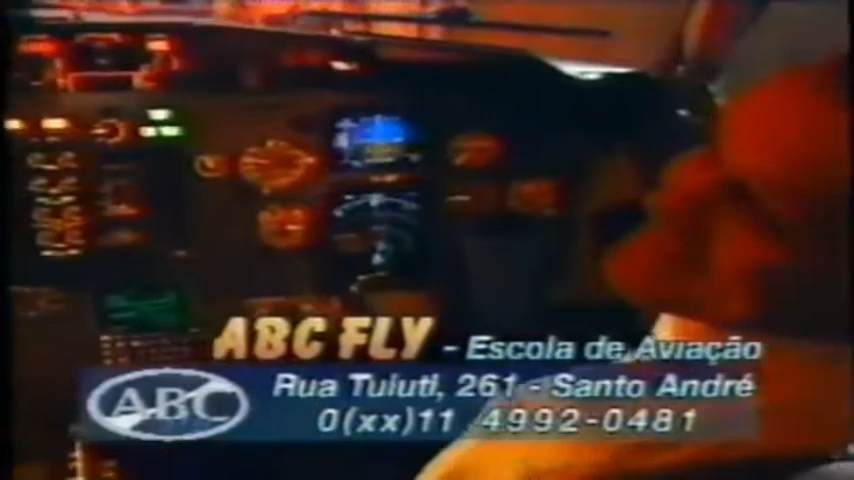 ABC FLY - Escola de Aviação
Rua Tuiuti, 261 - Santo André
ABC
0(xx)11 4992-0481